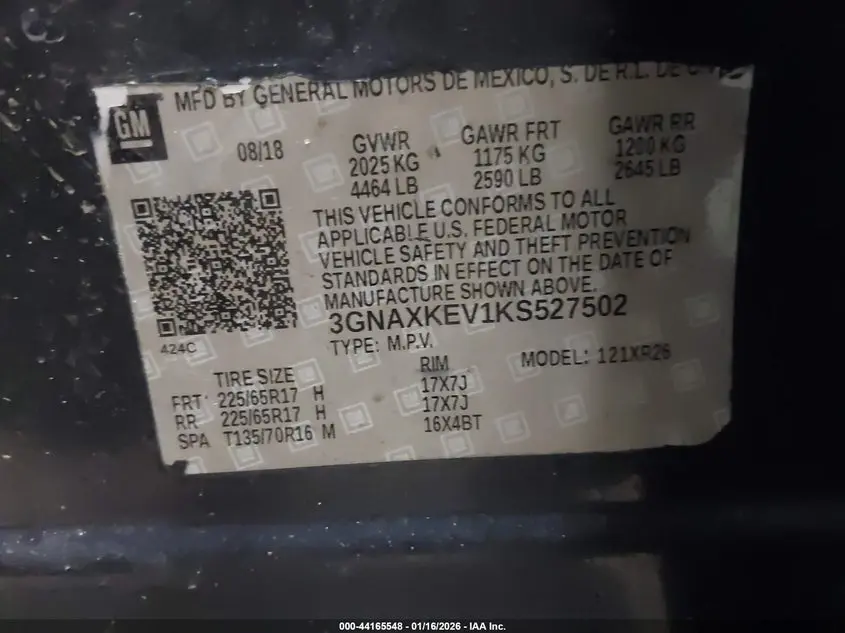 MFD BY GENERAL MOTORS DE MEXICO, S. DE R.L. DE C.V.
GM
08/18
GVWR GAWR FRT GAWR RR
2025 KG 1175 KG 1200 KG
4464 LB 2590 LB 2645 LB
THIS VEHICLE CONFORMS TO ALL
APPLICABLE U.S. FEDERAL MOTOR
VEHICLE SAFETY AND THEFT PREVENTION
STANDARDS IN EFFECT ON THE DATE OF
MANUFACTURE SHOWN ABOVE.
3GNAXKEV1KS527502
424C
TYPE: M.P.V. MODEL: 121XR26
TIRE SIZE RIM
FRT 225/65R17 H 17X7J
RR 225/65R17 H 17X7J
SPA T135/70R16 M 16X4BT
000-44165548 - 01/16/2026 - IAA Inc.